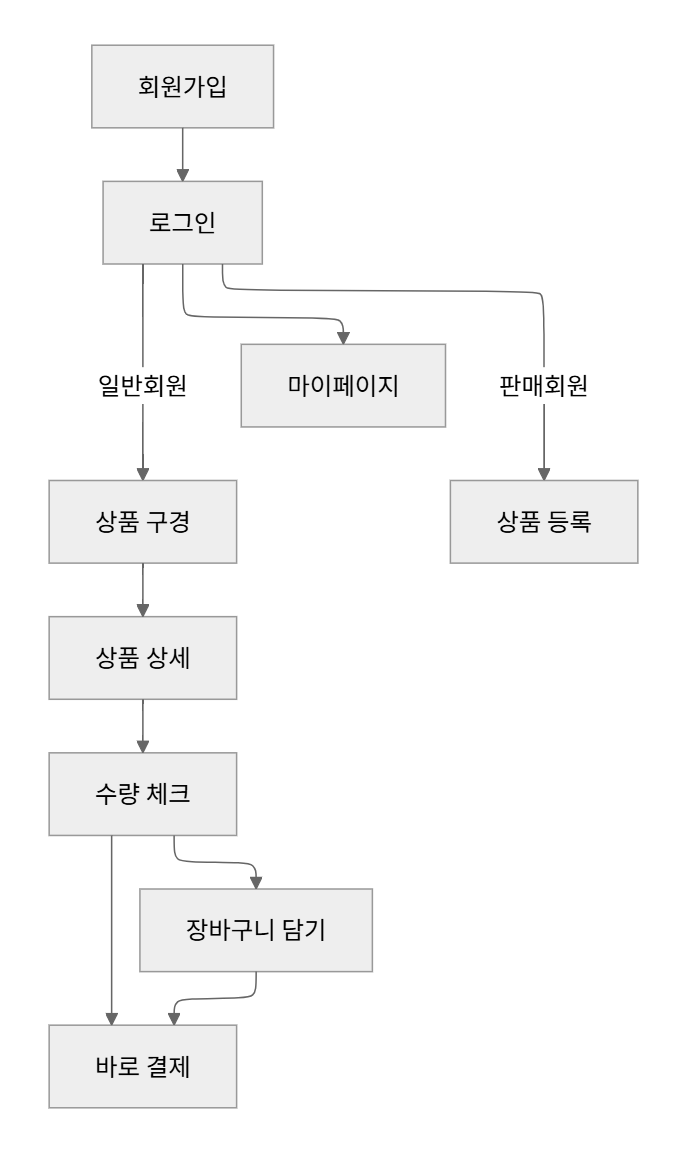 회원가입
로그인
일반회원
마이페이지
판매회원
상품 구경
상품 등록
상품 상세
수량 체크
장바구니 담기
바로 결제